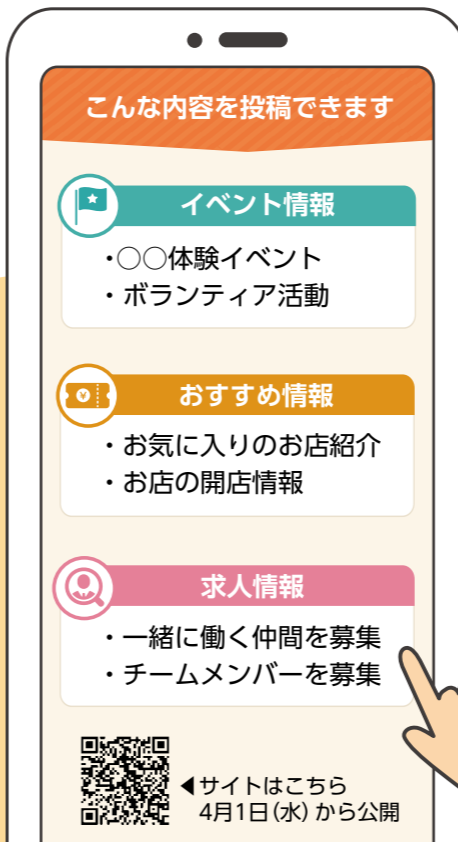 こんな内容を投稿できます
イベント情報
・○○体験イベント
・ボランティア活動
おすすめ情報
・お気に入りのお店紹介
・お店の開店情報
求人情報
・一緒に働く仲間を募集
・チームメンバーを募集
◀サイトはこちら
4月1日(水)から公開